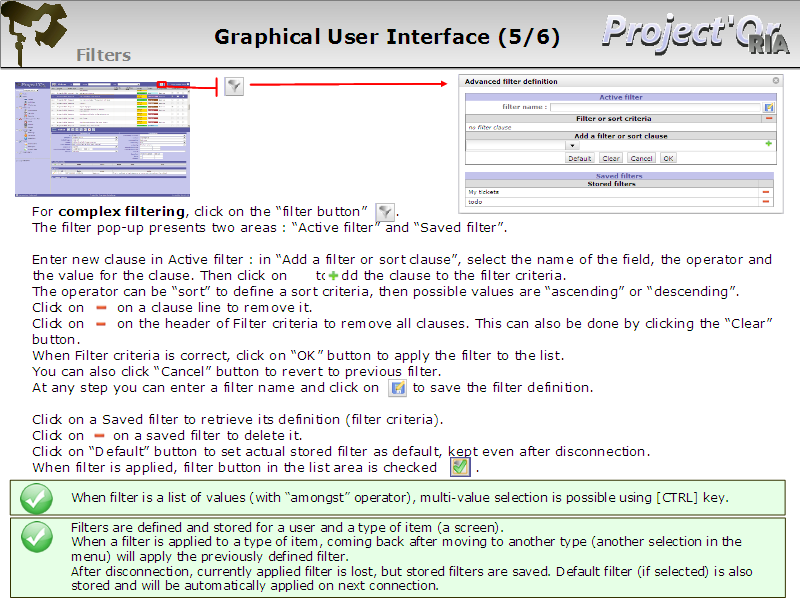 Graphical User Interface (5/6)
Project'Or
RIA
Filters
Advanced filter definition
Active filter
filter name :
Filter or sort criteria
no filter clause
Add a filter or sort clause
Default Clear Cancel OK
Saved filters
Stored filters
My tickets
todo
For complex filtering, click on the “filter button” .
The filter pop-up presents two areas : “Active filter” and “Saved filter”.
Enter new clause in Active filter : in “Add a filter or sort clause”, select the name of the field, the operator and
the value for the clause. Then click on to dd the clause to the filter criteria.
The operator can be “sort” to define a sort criteria, then possible values are “ascending” or “descending”.
Click on on a clause line to remove it.
Click on on the header of Filter criteria to remove all clauses. This can also be done by clicking the “Clear”
button.
When Filter criteria is correct, click on “OK” button to apply the filter to the list.
You can also click “Cancel” button to revert to previous filter.
At any step you can enter a filter name and click on to save the filter definition.
Click on a Saved filter to retrieve its definition (filter criteria).
Click on on a saved filter to delete it.
Click on “Default” button to set actual stored filter as default, kept even after disconnection.
When filter is applied, filter button in the list area is checked .
When filter is a list of values (with “amongst” operator), multi-value selection is possible using [CTRL] key.
Filters are defined and stored for a user and a type of item (a screen).
When a filter is applied to a type of item, coming back after moving to another type (another selection in the
menu) will apply the previously defined filter.
After disconnection, currently applied filter is lost, but stored filters are saved. Default filter (if selected) is also
stored and will be automatically applied on next connection.